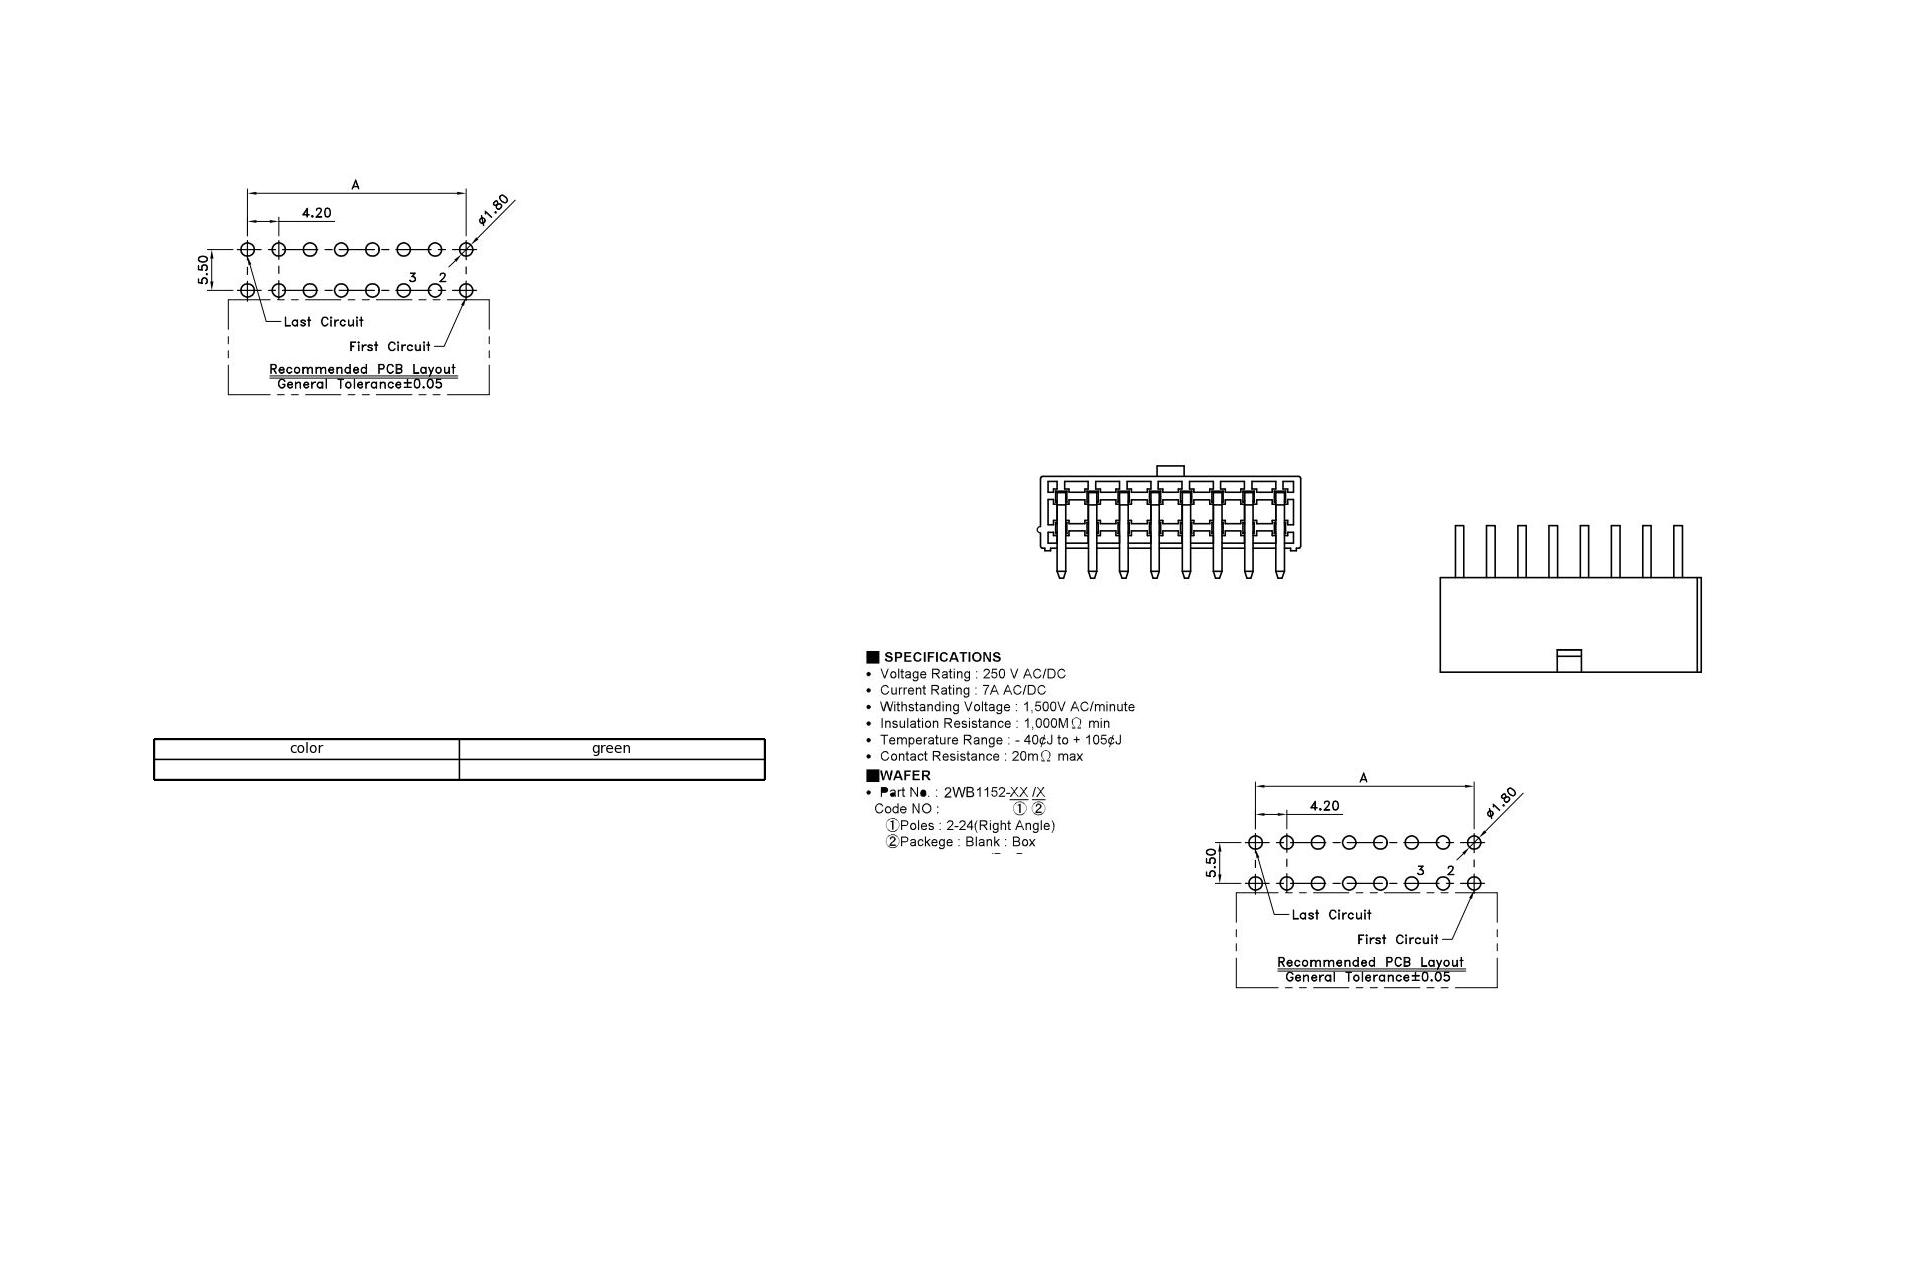 A
4.20
ø1.80
5.50
3 2
Last Circuit
First Circuit
Recommended PCB Layout
General Tolerance±0.05
■ SPECIFICATIONS
• Voltage Rating : 250 V AC/DC
• Current Rating : 7A AC/DC
• Withstanding Voltage : 1,500V AC/minute
• Insulation Resistance : 1,000MΩ min
• Temperature Range : - 40¢J to + 105¢J
• Contact Resistance : 20mΩ max
■WAFER
• Part No. : 2WB1152-XX /X
Code NO : ① ②
①Poles : 2-24(Right Angle)
②Packege : Blank : Box
color green
A
4.20
ø1.80
5.50
3 2
Last Circuit
First Circuit
Recommended PCB Layout
General Tolerance±0.05